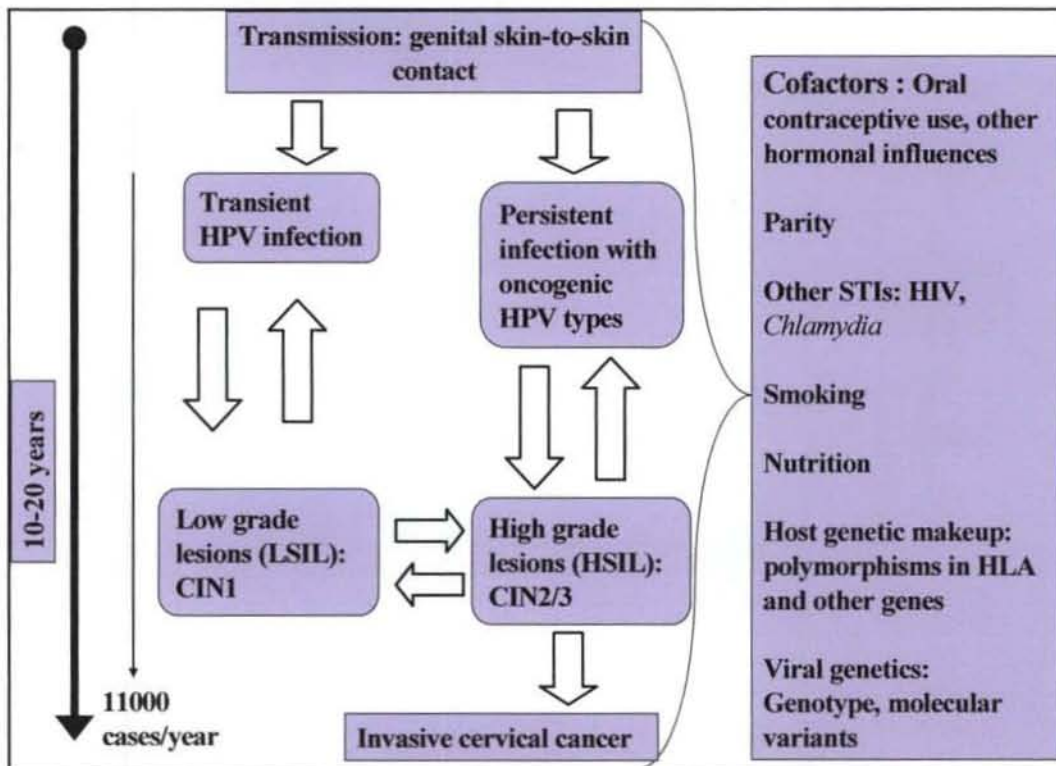 Transmission: genital skin-to-skin
contact
Transient
HPV infection
Persistent
infection with
oncogenic
HPV types
10-20 years
Low grade
lesions (LSIL):
CIN1
High grade
lesions (HSIL):
CIN2/3
11000
cases/year
Invasive cervical cancer
Cofactors : Oral
contraceptive use, other
hormonal influences
Parity
Other STIs: HIV,
Chlamydia
Smoking
Nutrition
Host genetic makeup:
polymorphisms in HLA
and other genes
Viral genetics:
Genotype, molecular
variants